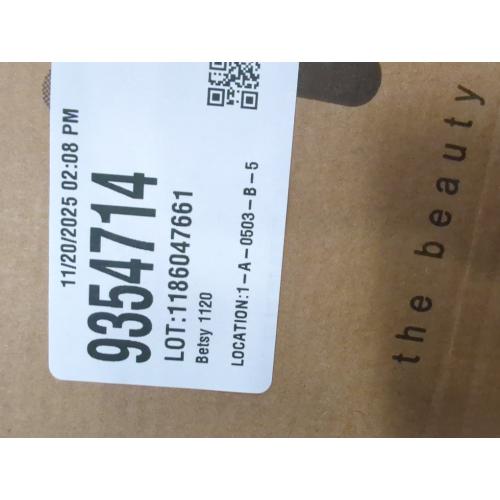 11/20/2025 02:08 PM
9354714
LOT:1186047661
Betsy 1120
LOCATION:1-A-0503-B-5
the beauty